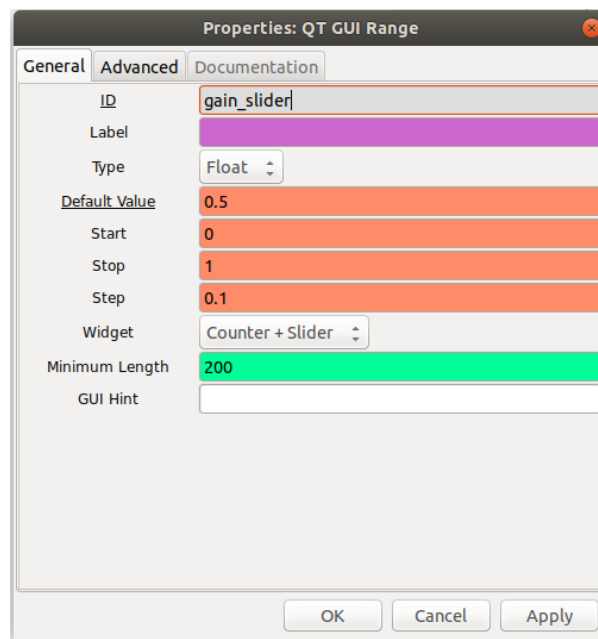 Properties: QT GUI Range
General Advanced Documentation
ID gain_slider
Label
Type Float
Default Value 0.5
Start 0
Stop 1
Step 0.1
Widget Counter + Slider
Minimum Length 200
GUI Hint
OK Cancel Apply